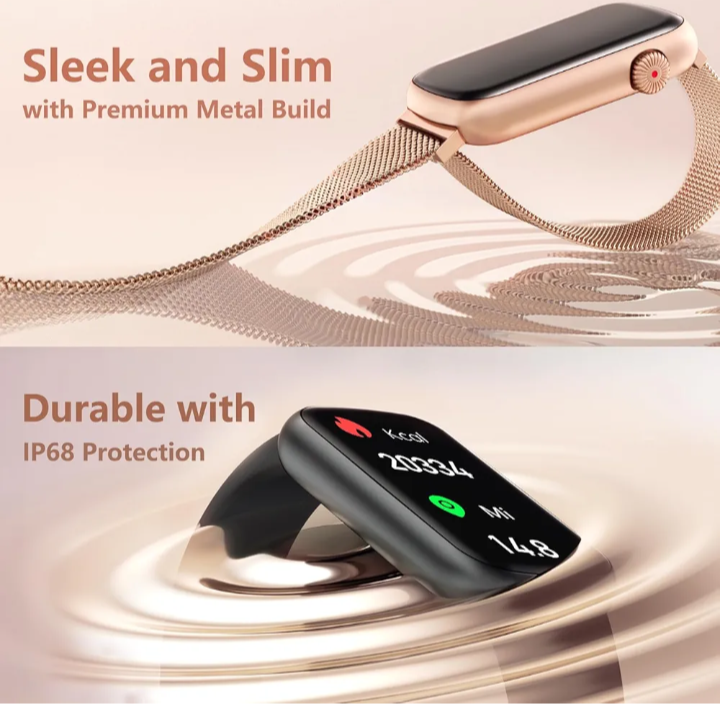 Sleek and Slim
with Premium Metal Build
Durable with
IP68 Protection
Kcal
20334
Mi
14.8